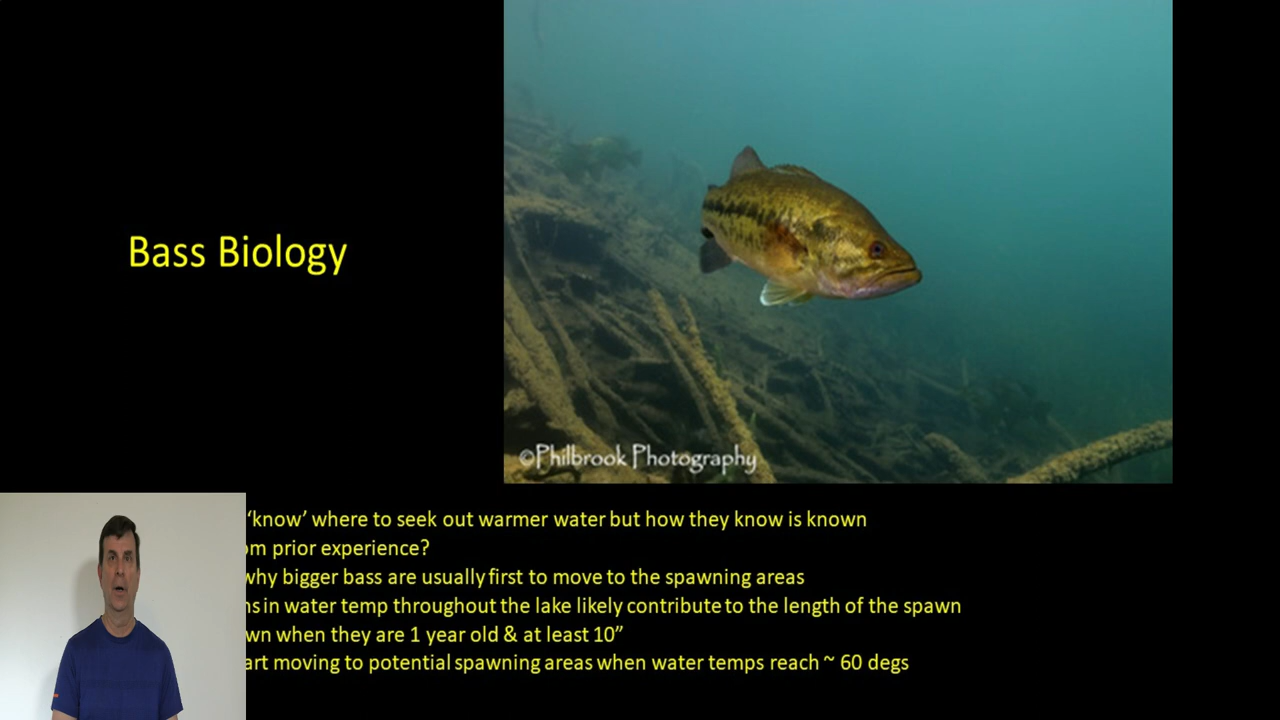 Bass Biology
©Philbrook Photography
‘know’ where to seek out warmer water but how they know is known
om prior experience?
why bigger bass are usually first to move to the spawning areas
ns in water temp throughout the lake likely contribute to the length of the spawn
wn when they are 1 year old & at least 10”
art moving to potential spawning areas when water temps reach ~ 60 degs